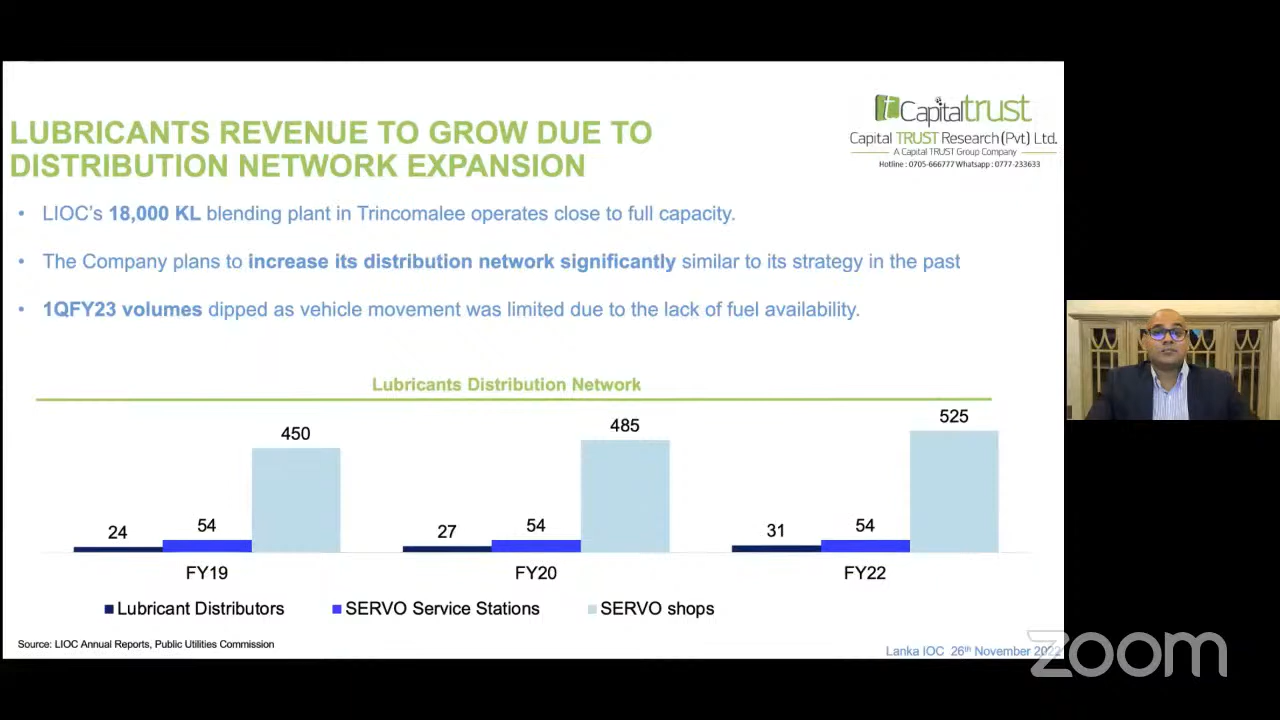 Capitaltrust
Capital TRUST Research (Pvt) Ltd.
A Capital TRUST Group Company
Hotline : 0705-666777 Whatsapp : 0777-233633
LUBRICANTS REVENUE TO GROW DUE TO
DISTRIBUTION NETWORK EXPANSION
• LIOC’s 18,000 KL blending plant in Trincomalee operates close to full capacity.
• The Company plans to increase its distribution network significantly similar to its strategy in the past
• 1QFY23 volumes dipped as vehicle movement was limited due to the lack of fuel availability.
Lubricants Distribution Network
24 54 450
27 54 485
31 54 525
FY19 FY20 FY22
Lubricant Distributors SERVO Service Stations SERVO shops
Source: LIOC Annual Reports, Public Utilities Commission
Lanka IOC 26th November 2022
zoom